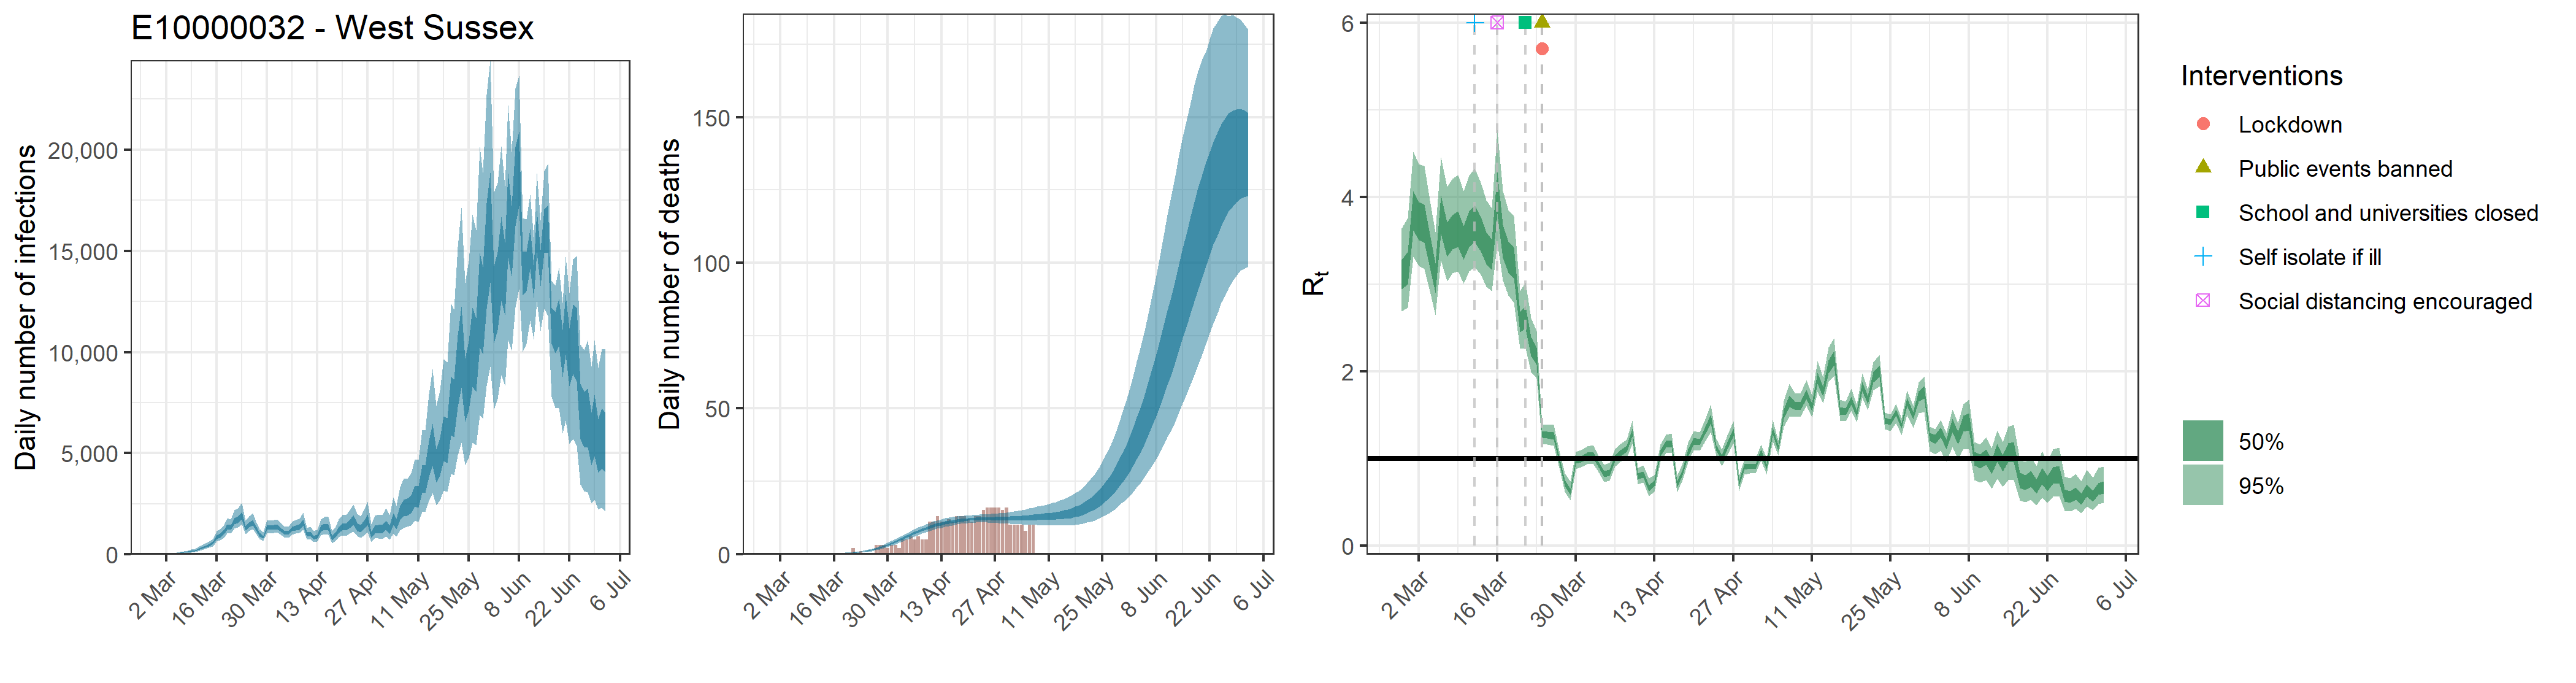 E10000032 - West Sussex
Daily number of infections
20,000
15,000
10,000
5,000
0
2 Mar
16 Mar
30 Mar
13 Apr
27 Apr
11 May
25 May
8 Jun
22 Jun
6 Jul
Daily number of deaths
150
100
50
0
2 Mar
16 Mar
30 Mar
13 Apr
27 Apr
11 May
25 May
8 Jun
22 Jun
6 Jul
Rt
6
4
2
0
2 Mar
16 Mar
30 Mar
13 Apr
27 Apr
11 May
25 May
8 Jun
22 Jun
6 Jul
Interventions
Lockdown
Public events banned
School and universities closed
Self isolate if ill
Social distancing encouraged
50%
95%